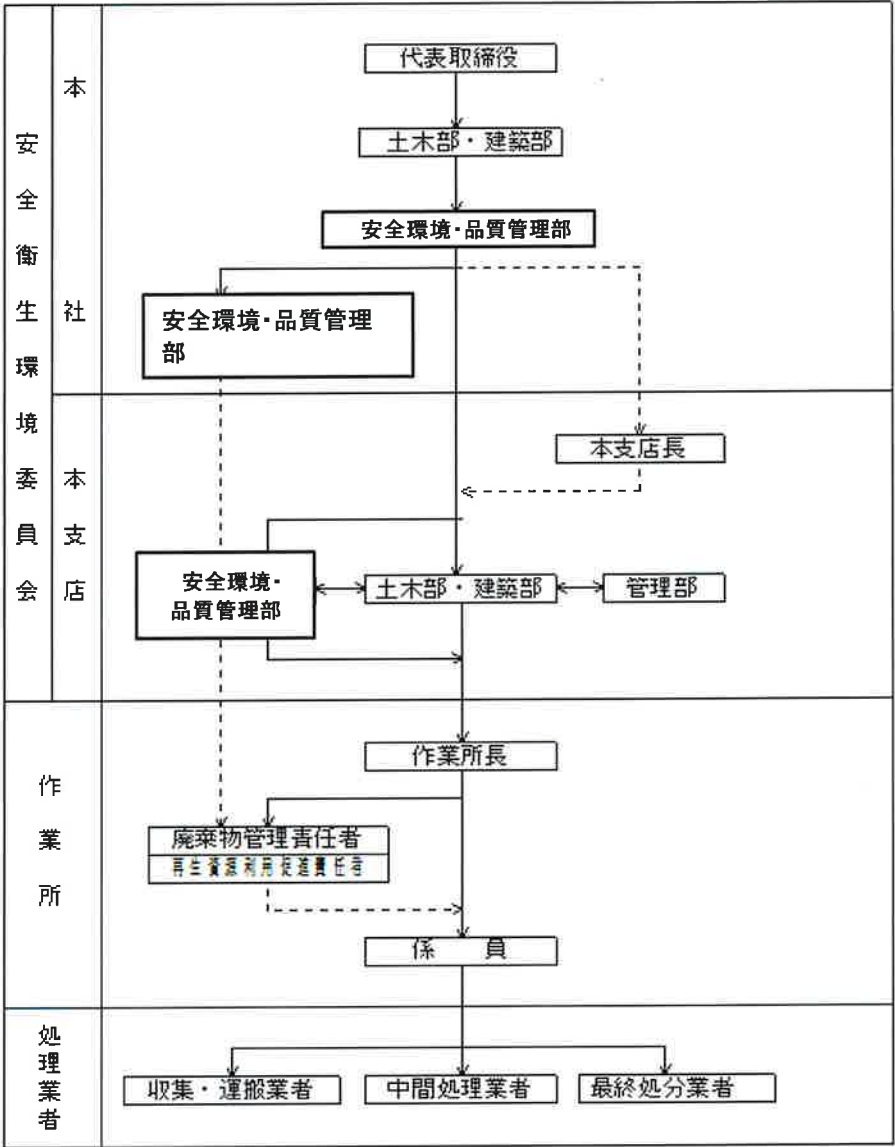 安全衛生環境委員会
本社
代表取締役
土木部・建築部
安全環境・品質管理部
安全環境・品質管理
部
本支店
本支店長
安全環境・
品質管理部
土木部・建築部
管理部
作業所
作業所長
廃棄物管理責任者
再生資源利用促進責任者
係　員
処理業者
収集・運搬業者
中間処理業者
最終処分業者